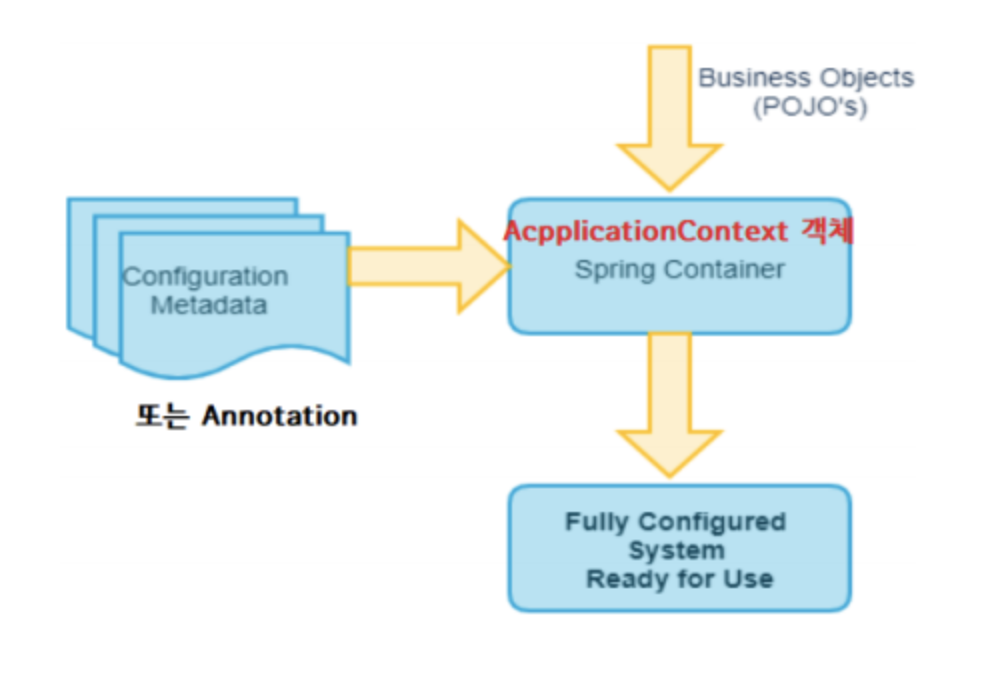 Business Objects
(POJO's)
AcpplicationContext 객체
Spring Container
Configuration
Metadata
또는 Annotation
Fully Configured
System
Ready for Use